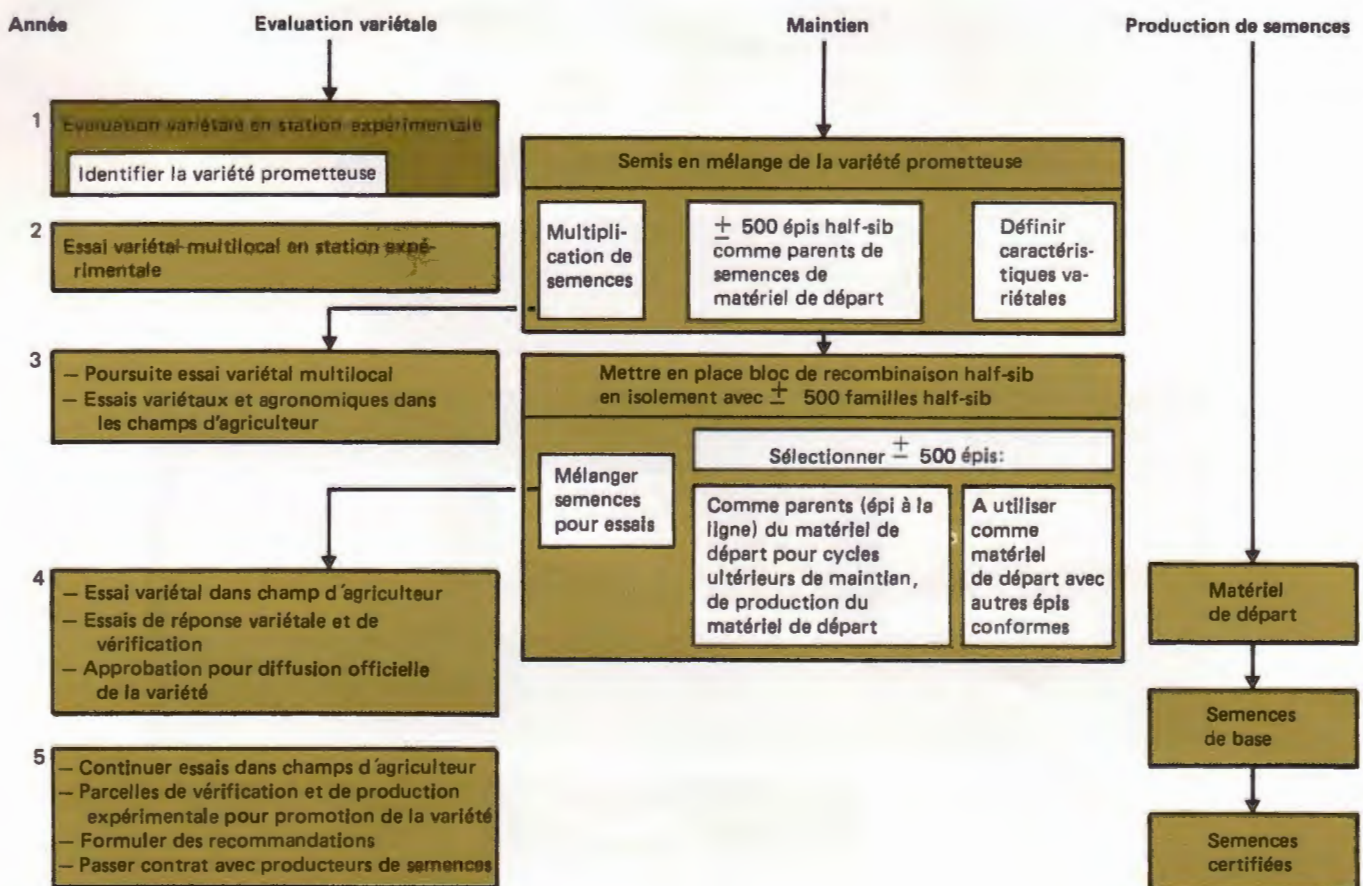 Année
Evaluation variétale
Maintien
Production de semences
1
Evaluation variétale en station expérimentale
Identifier la variété prometteuse
2
Essai variétal multilocal en station expé-
rimentale
3
— Poursuite essai variétal multilocal
— Essais variétaux et agronomiques dans
les champs d'agriculteur
4
— Essai variétal dans champ d'agriculteur
— Essais de réponse variétale et de
vérification
— Approbation pour diffusion officielle
de la variété
5
— Continuer essais dans champs d'agriculteur
— Parcelles de vérification et de production
expérimentale pour promotion de la variété
— Formuler des recommandations
— Passer contrat avec producteurs de semences
Semis en mélange de la variété prometteuse
Multipli-
cation de
semences
± 500 épis half-sib
comme parents de
semences de
matériel de départ
Définir
caractéris-
tiques va-
riétales
Mettre en place bloc de recombinaison half-sib
en isolement avec ± 500 familles half-sib
Mélanger
semences
pour essais
Sélectionner ± 500 épis:
Comme parents (épi à la
ligne) du matériel de
départ pour cycles
ultérieurs de maintian,
de production du
matériel de départ
A utiliser
comme
matériel
de départ avec
autres épis
conformes
Matériel
de départ
Semences
de base
Semences
certifiées